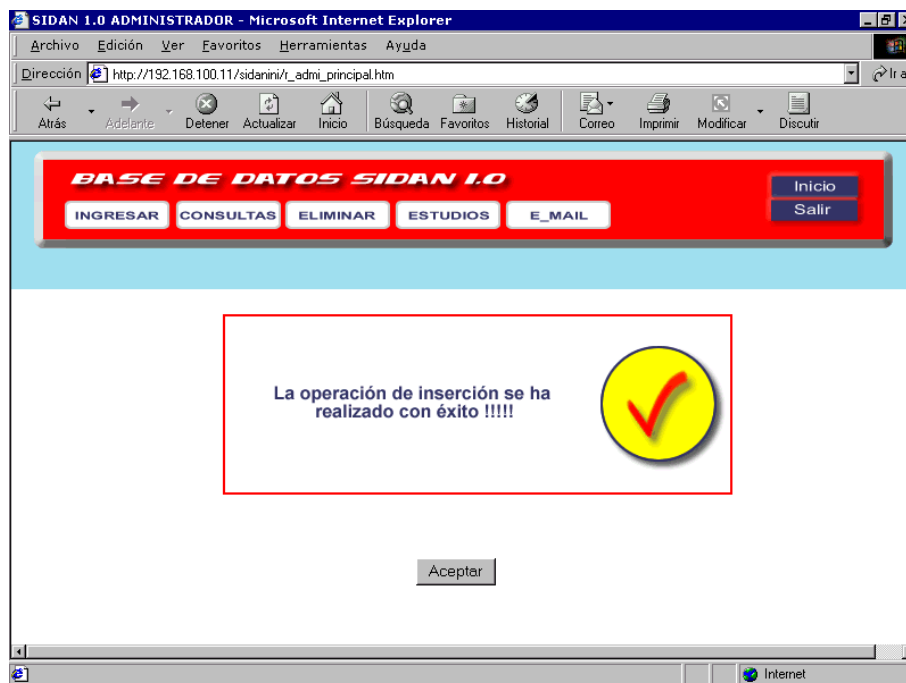 SIDAN 1.0 ADMINISTRADOR - Microsoft Internet Explorer
Archivo Edición Ver Favoritos Herramientas Ayuda
Dirección http://192.168.100.11/sidanini/r_admi_principal.htm Ir a
Atrás Adelante Detener Actualizar Inicio Búsqueda Favoritos Historial Correo Imprimir Modificar Discutir
BASE DE DATOS SIDAN 1.0
Inicio
INGRESAR CONSULTAS ELIMINAR ESTUDIOS E_MAIL Salir
La operación de inserción se ha
realizado con éxito !!!!!
Aceptar
Internet